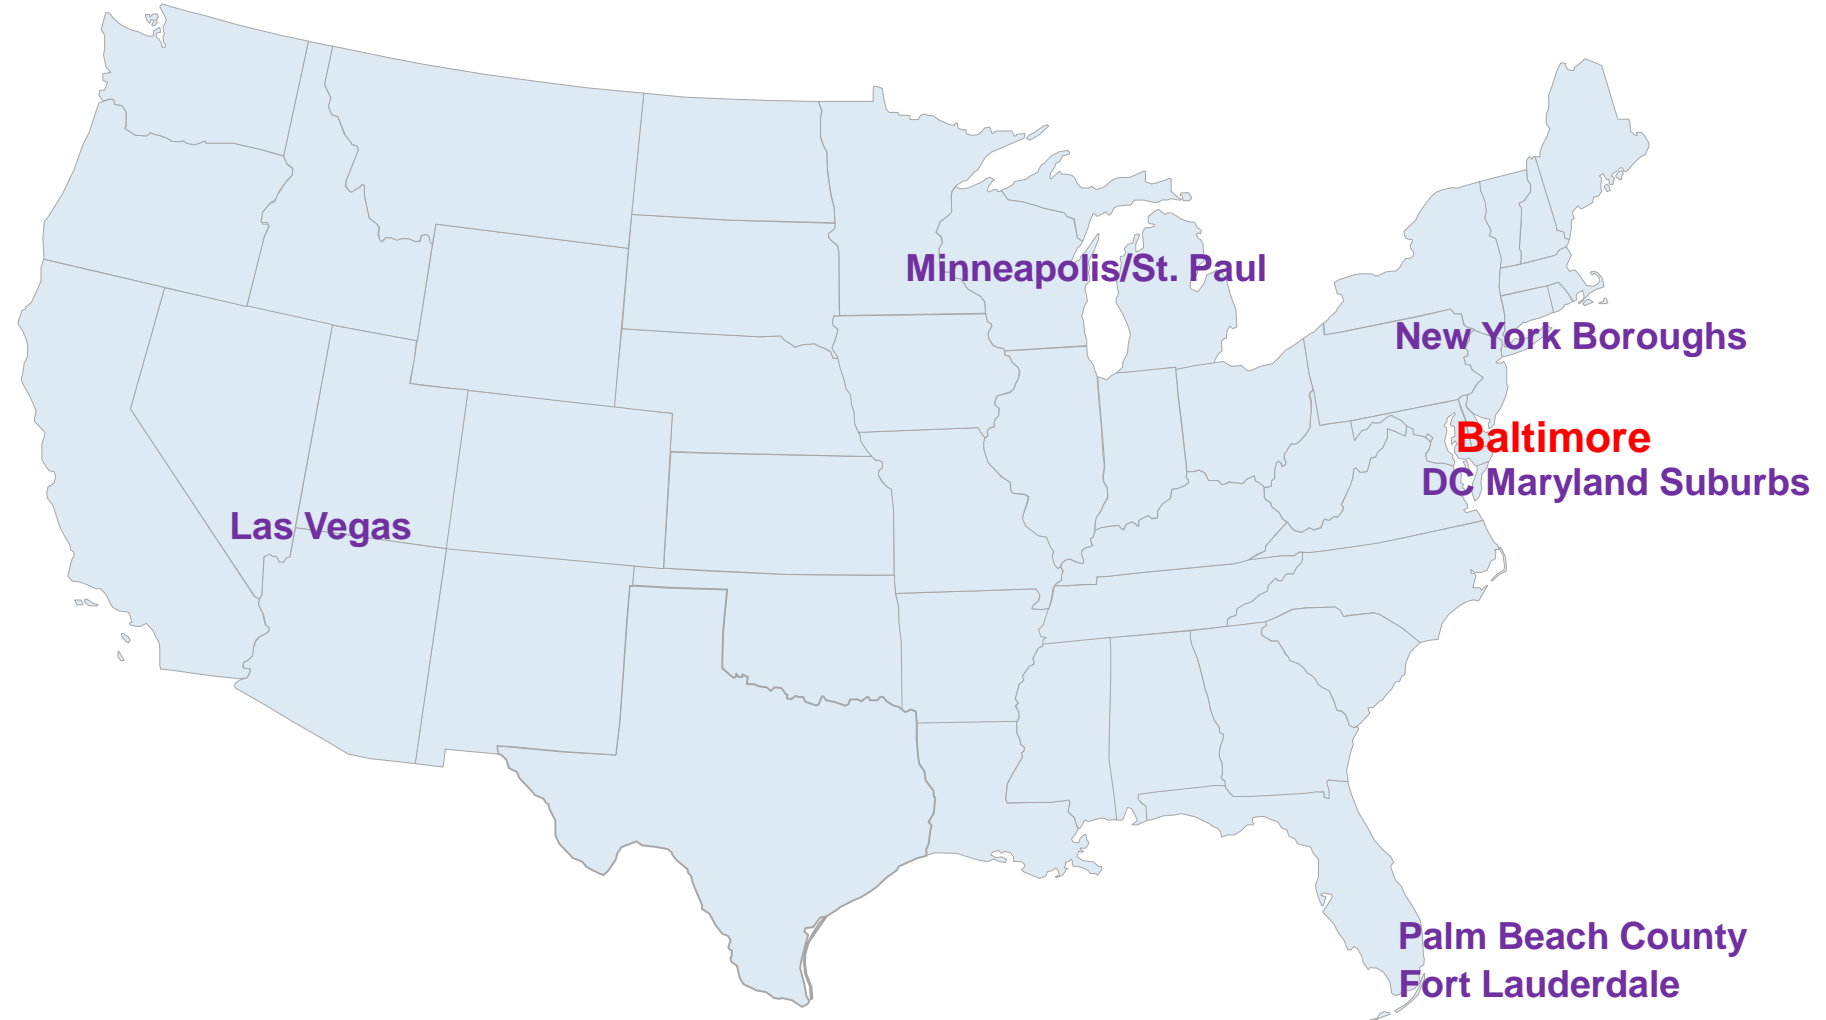 Minneapolis/St. Paul
New York Boroughs
Baltimore
DC Maryland Suburbs
Las Vegas
Palm Beach County
Fort Lauderdale